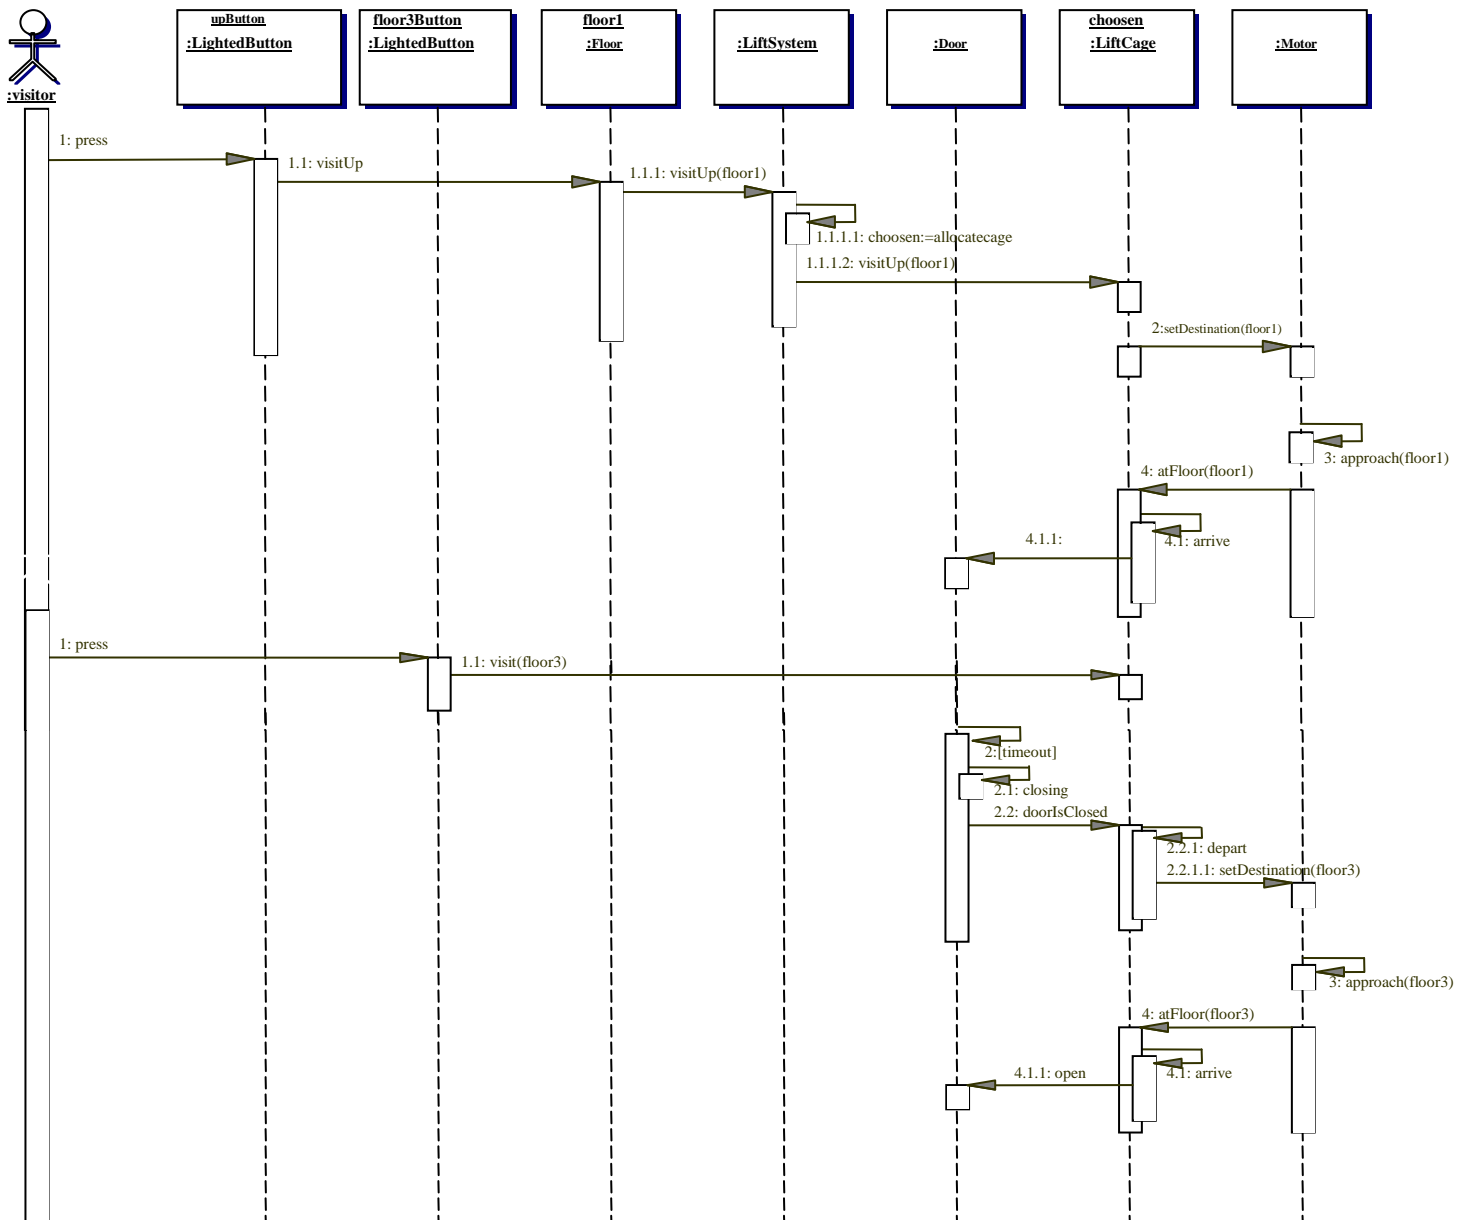 upButton
:LightedButton
floor3Button
:LightedButton
floor1
:Floor
:LiftSystem
:Door
choosen
:LiftCage
:Motor
:visitor
1: press
1.1: visitUp
1.1.1: visitUp(floor1)
1.1.1.1: choosen:=allocatecage
1.1.1.2: visitUp(floor1)
2:setDestination(floor1)
3: approach(floor1)
4: atFloor(floor1)
4.1: arrive
4.1.1:
1: press
1.1: visit(floor3)
2:[timeout]
2.1: closing
2.2: doorIsClosed
2.2.1: depart
2.2.1.1: setDestination(floor3)
3: approach(floor3)
4: atFloor(floor3)
4.1: arrive
4.1.1: open